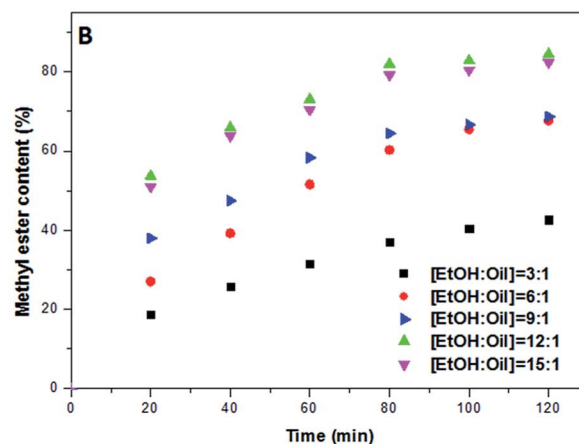 B
Methyl ester content (%)
80
60
40
20
0
0
20
40
60
80
100
120
Time (min)
[EtOH:Oil]=3:1
[EtOH:Oil]=6:1
[EtOH:Oil]=9:1
[EtOH:Oil]=12:1
[EtOH:Oil]=15:1